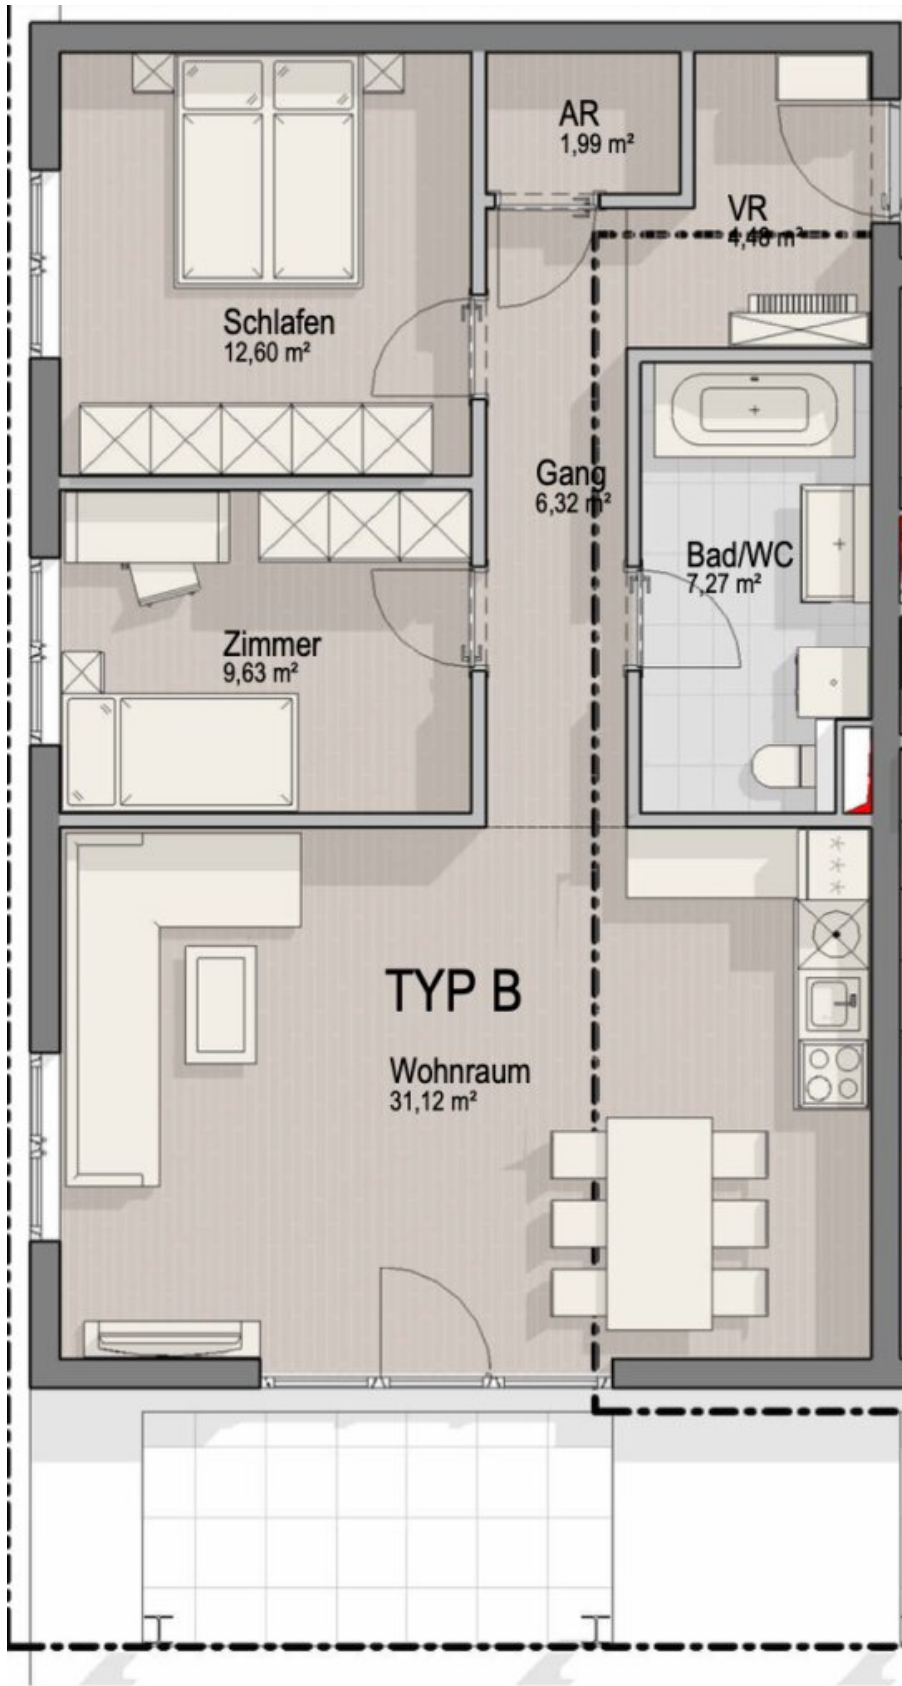 AR
1,99 m²
VR
4,48 m²
Schlafen
12,60 m²
Gang
6,32 m²
Bad/WC
7,27 m²
Zimmer
9,63 m²
TYP B
Wohnraum
31,12 m²